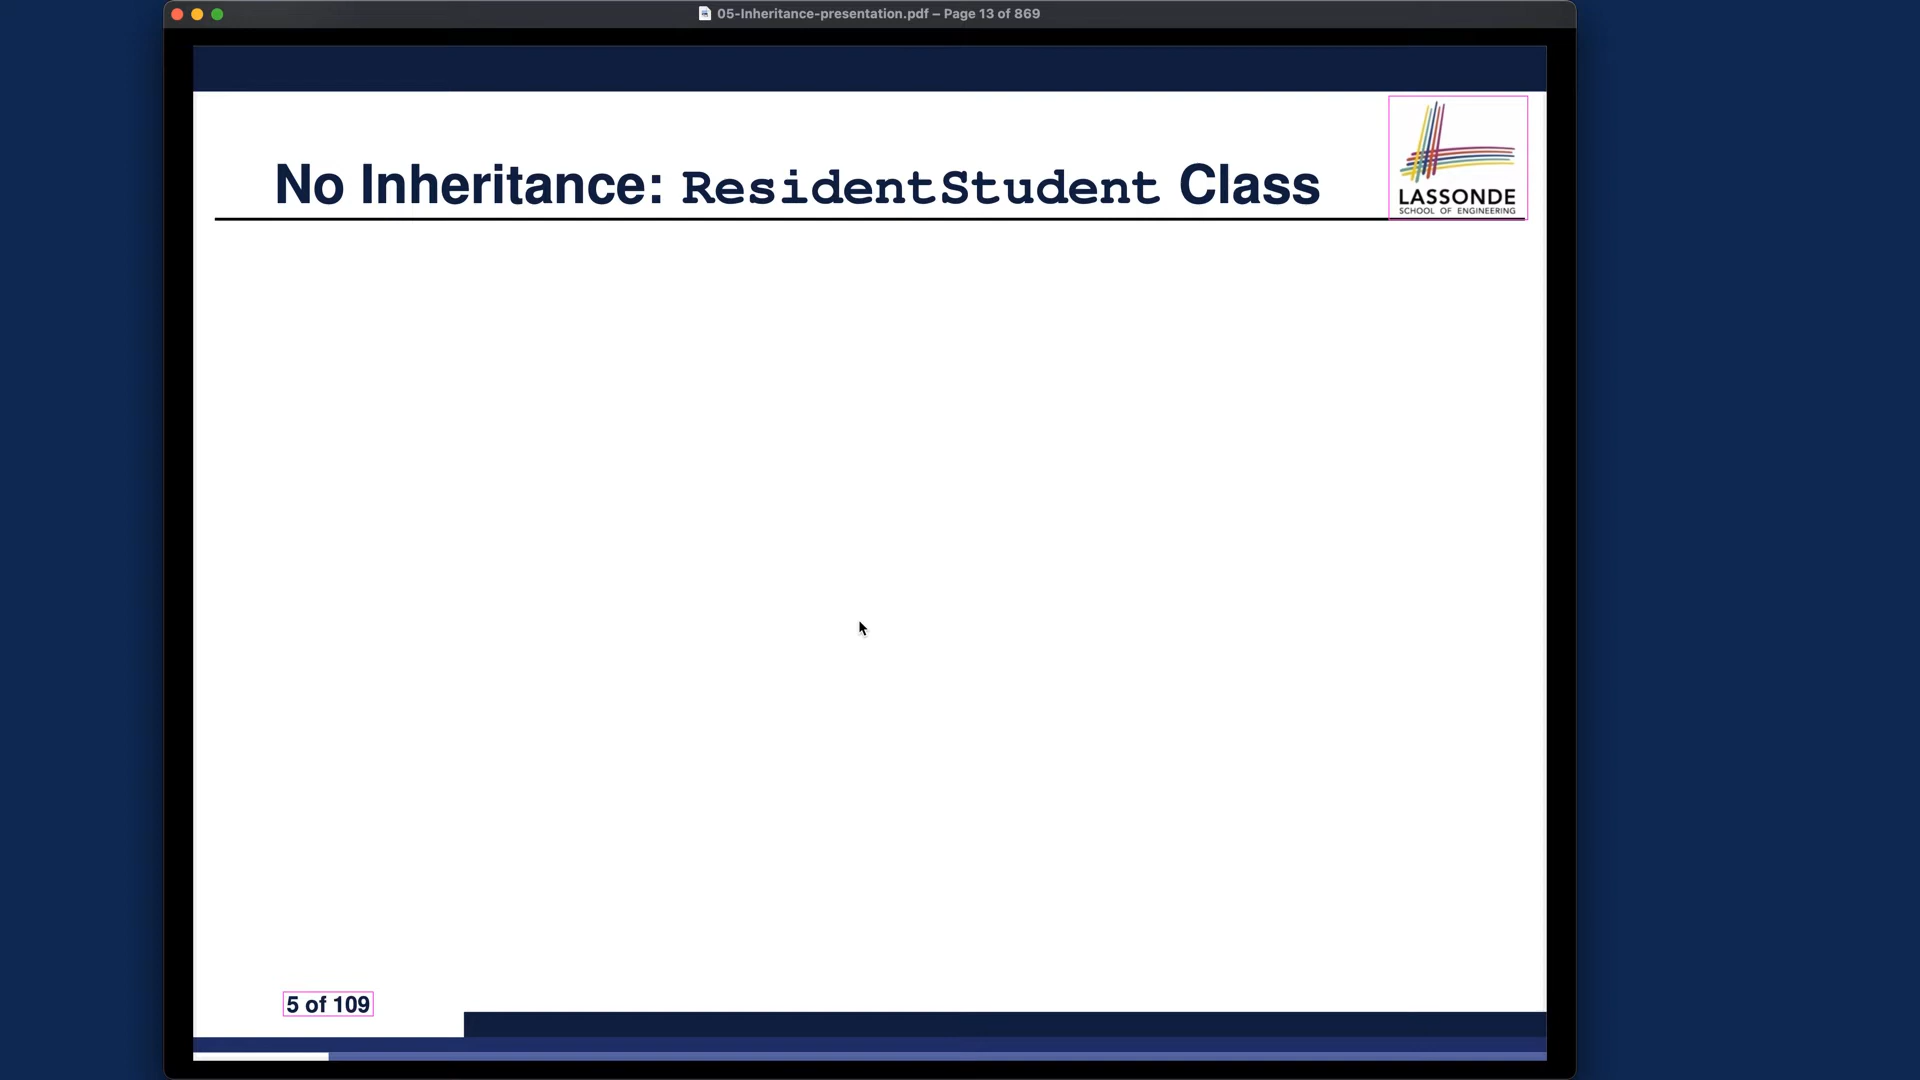 05-Inheritance-presentation.pdf – Page 13 of 869
No Inheritance: ResidentStudent Class
LASSONDE
SCHOOL OF ENGINEERING
5 of 109